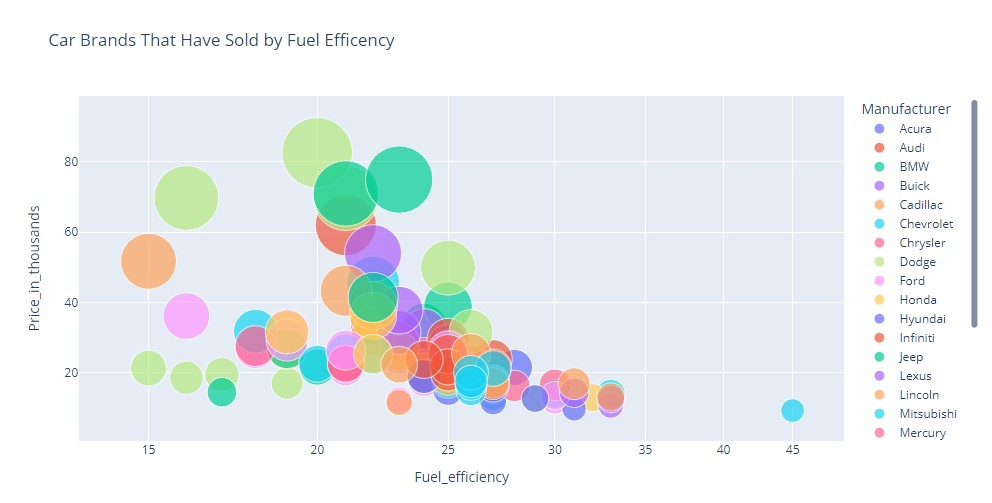 Car Brands That Have Sold by Fuel Efficency
Price_in_thousands
80
60
40
20
15
20
25
30
35
40
45
Fuel_efficiency
Manufacturer
Acura
Audi
BMW
Buick
Cadillac
Chevrolet
Chrysler
Dodge
Ford
Honda
Hyundai
Infiniti
Jeep
Lexus
Lincoln
Mitsubishi
Mercury